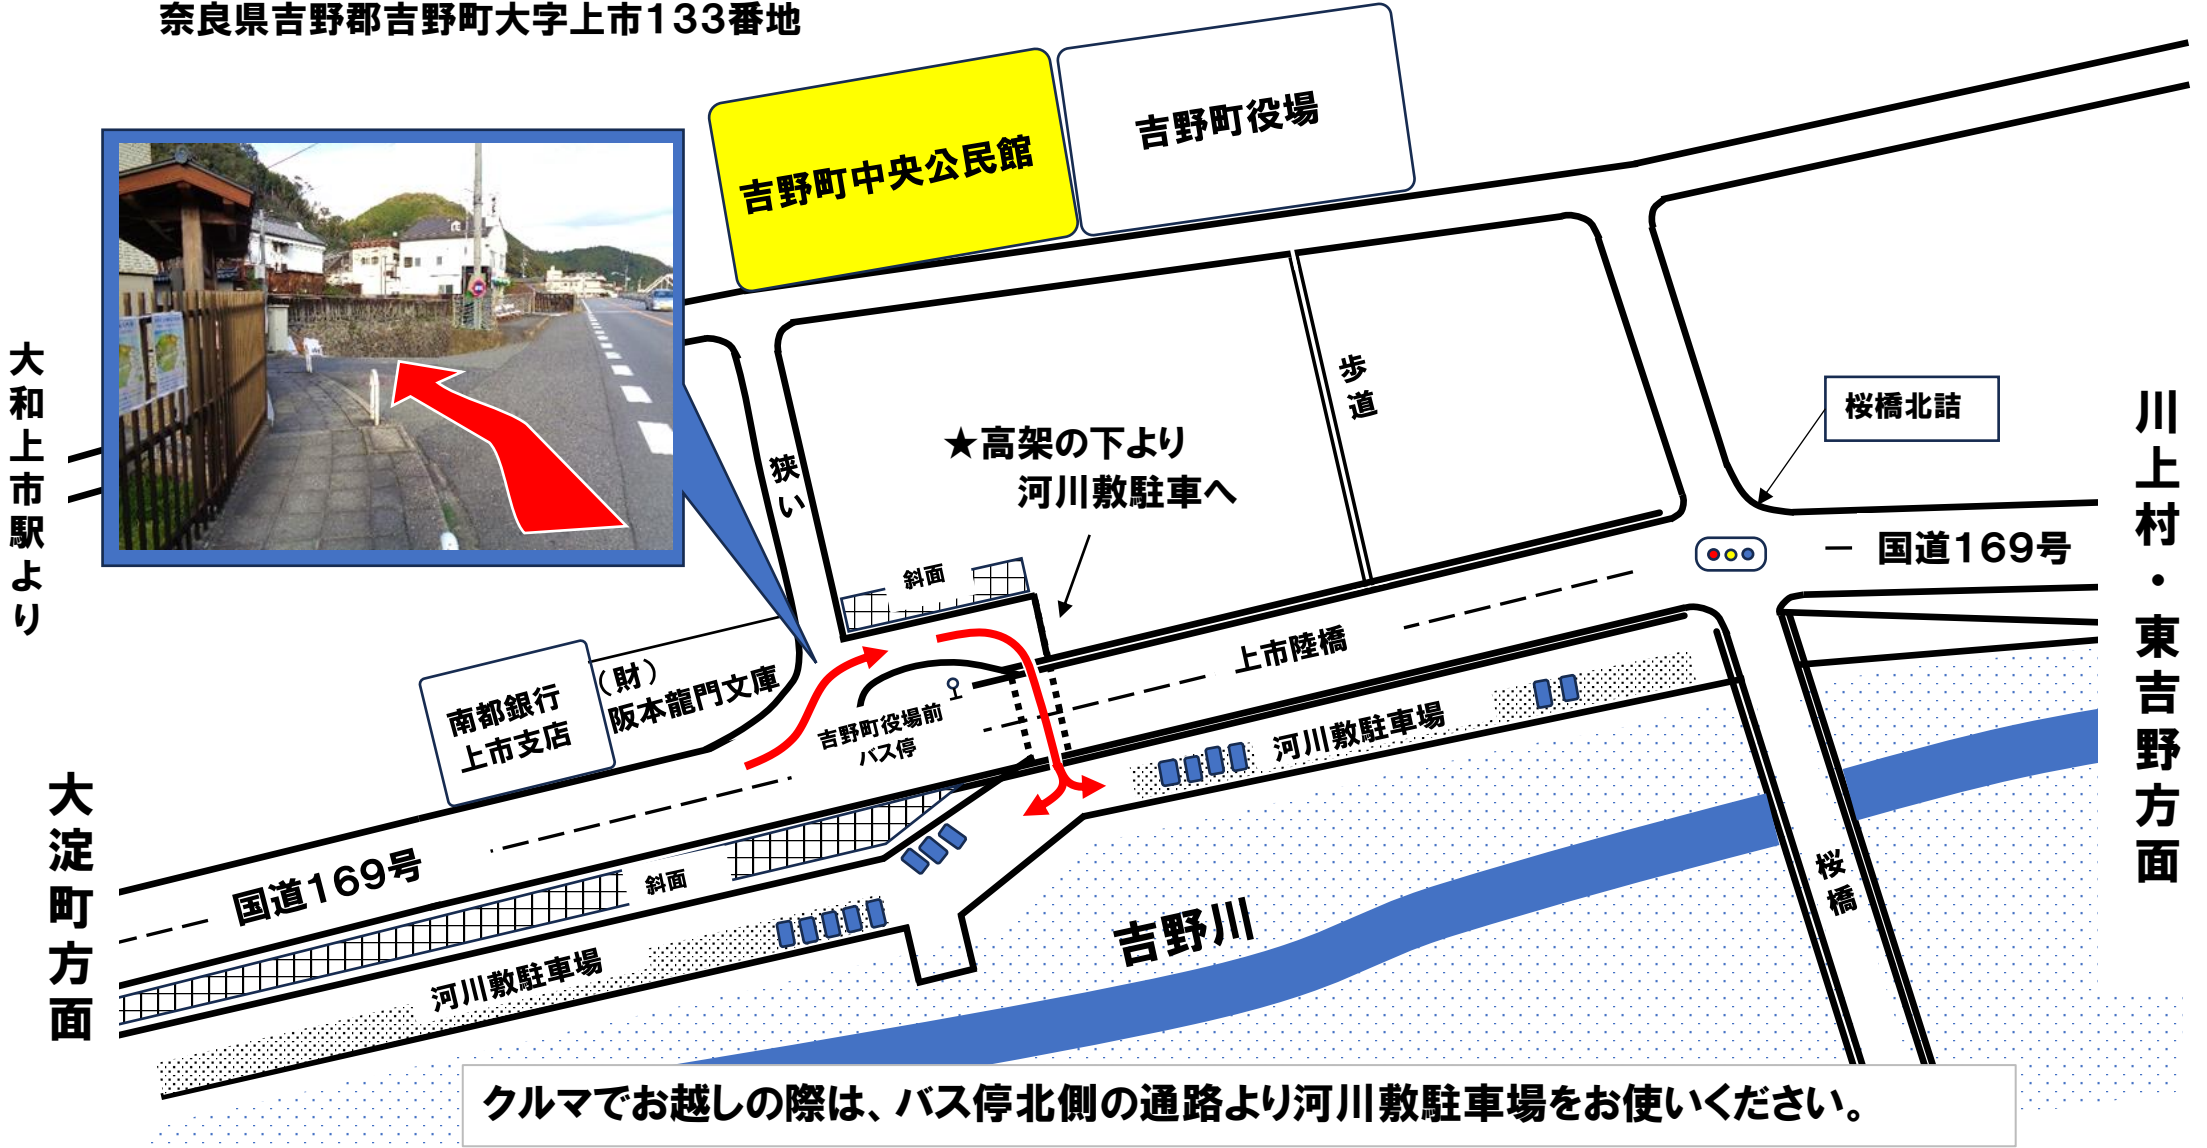 奈良県吉野郡吉野町大字上市133番地
吉野町中央公民館
吉野町役場
大和上市駅より
歩道
桜橋北詰
川上村・東吉野方面
狭い
★高架の下より
河川敷駐車へ
国道169号
斜面
上市陸橋
(財)
阪本龍門文庫
南都銀行
上市支店
吉野町役場前
バス停
河川敷駐車場
大淀町方面
国道169号
斜面
桜橋
吉野川
河川敷駐車場
クルマでお越しの際は、バス停北側の通路より河川敷駐車場をお使いください。